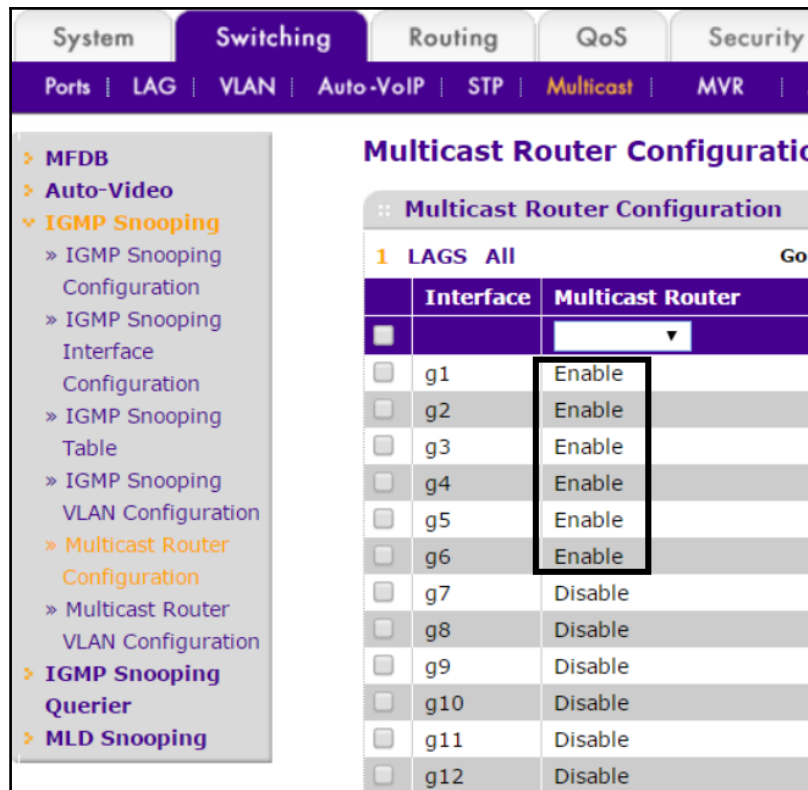 System Switching Routing QoS Security
Ports LAG VLAN Auto-VoIP STP Multicast MVR
MFDB
Auto-Video
IGMP Snooping
» IGMP Snooping
Configuration
» IGMP Snooping
Interface
Configuration
» IGMP Snooping
Table
» IGMP Snooping
VLAN Configuration
» Multicast Router
Configuration
» Multicast Router
VLAN Configuration
IGMP Snooping
Querier
MLD Snooping
Multicast Router Configuratio
Multicast Router Configuration
1 LAGS All Go
Interface Multicast Router
g1 Enable
g2 Enable
g3 Enable
g4 Enable
g5 Enable
g6 Enable
g7 Disable
g8 Disable
g9 Disable
g10 Disable
g11 Disable
g12 Disable